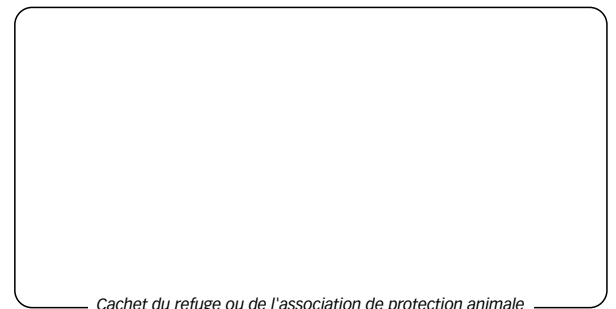 Cachet du refuge ou de l'association de protection animale